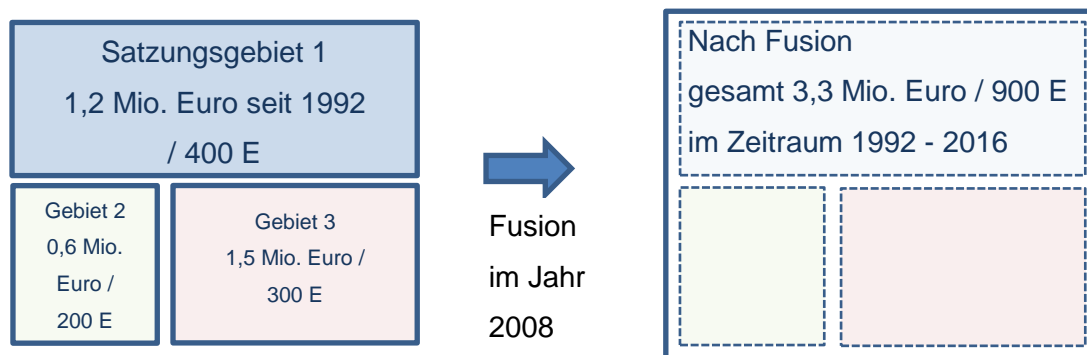 Satzungsgebiet 1
1,2 Mio. Euro seit 1992
/ 400 E
Gebiet 2
0,6 Mio.
Euro /
200 E
Gebiet 3
1,5 Mio. Euro /
300 E
Fusion
im Jahr
2008
Nach Fusion
gesamt 3,3 Mio. Euro / 900 E
im Zeitraum 1992 - 2016